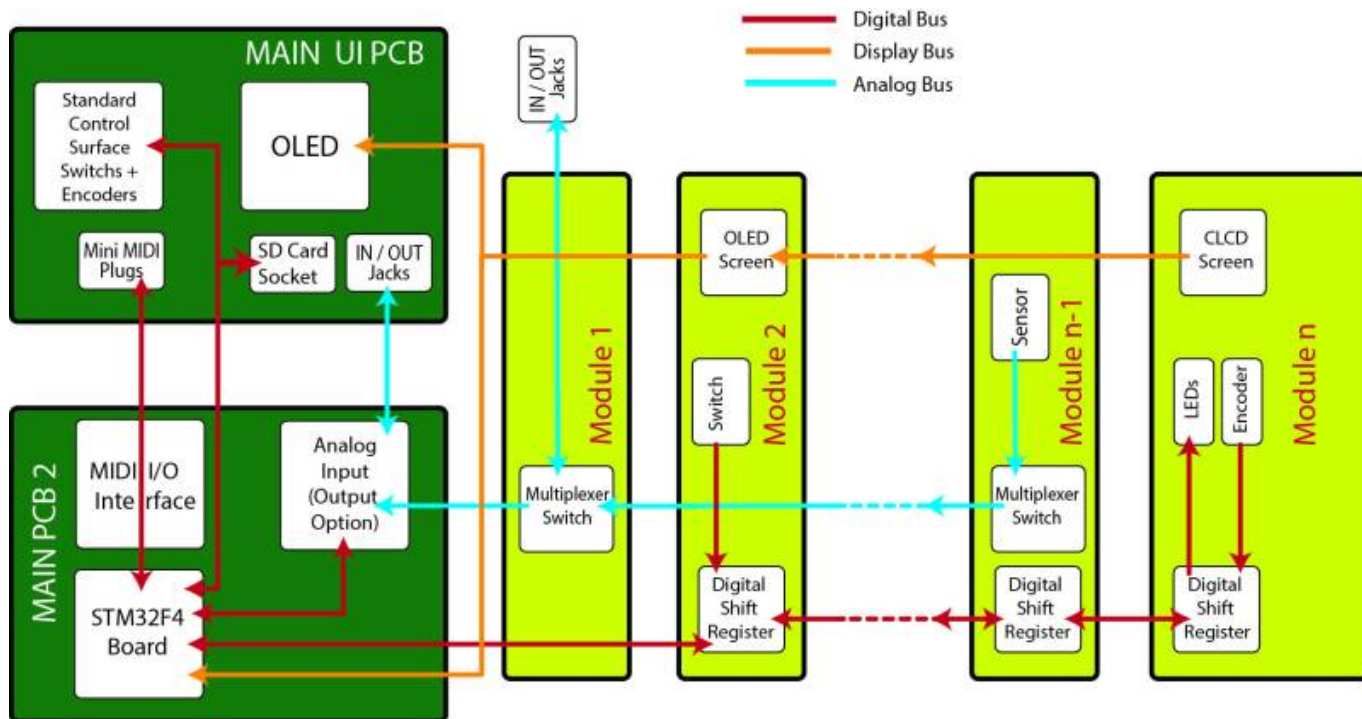 Digital Bus
Display Bus
Analog Bus
MAIN UI PCB
Standard
Control
Surface
Switchs +
Encoders
OLED
Mini MIDI
Plugs
SD Card
Socket
IN / OUT
Jacks
IN / OUT
Jacks
MAIN PCB 2
MIDI I/O
Interface
Analog
Input
(Output
Option)
STM32F4
Board
Module 1
Multiplexer
Switch
Module 2
OLED
Screen
Switch
Digital
Shift
Register
Module n-1
Sensor
Multiplexer
Switch
Digital
Shift
Register
Module n
CLCD
Screen
LEDs
Encoder
Digital
Shift
Register